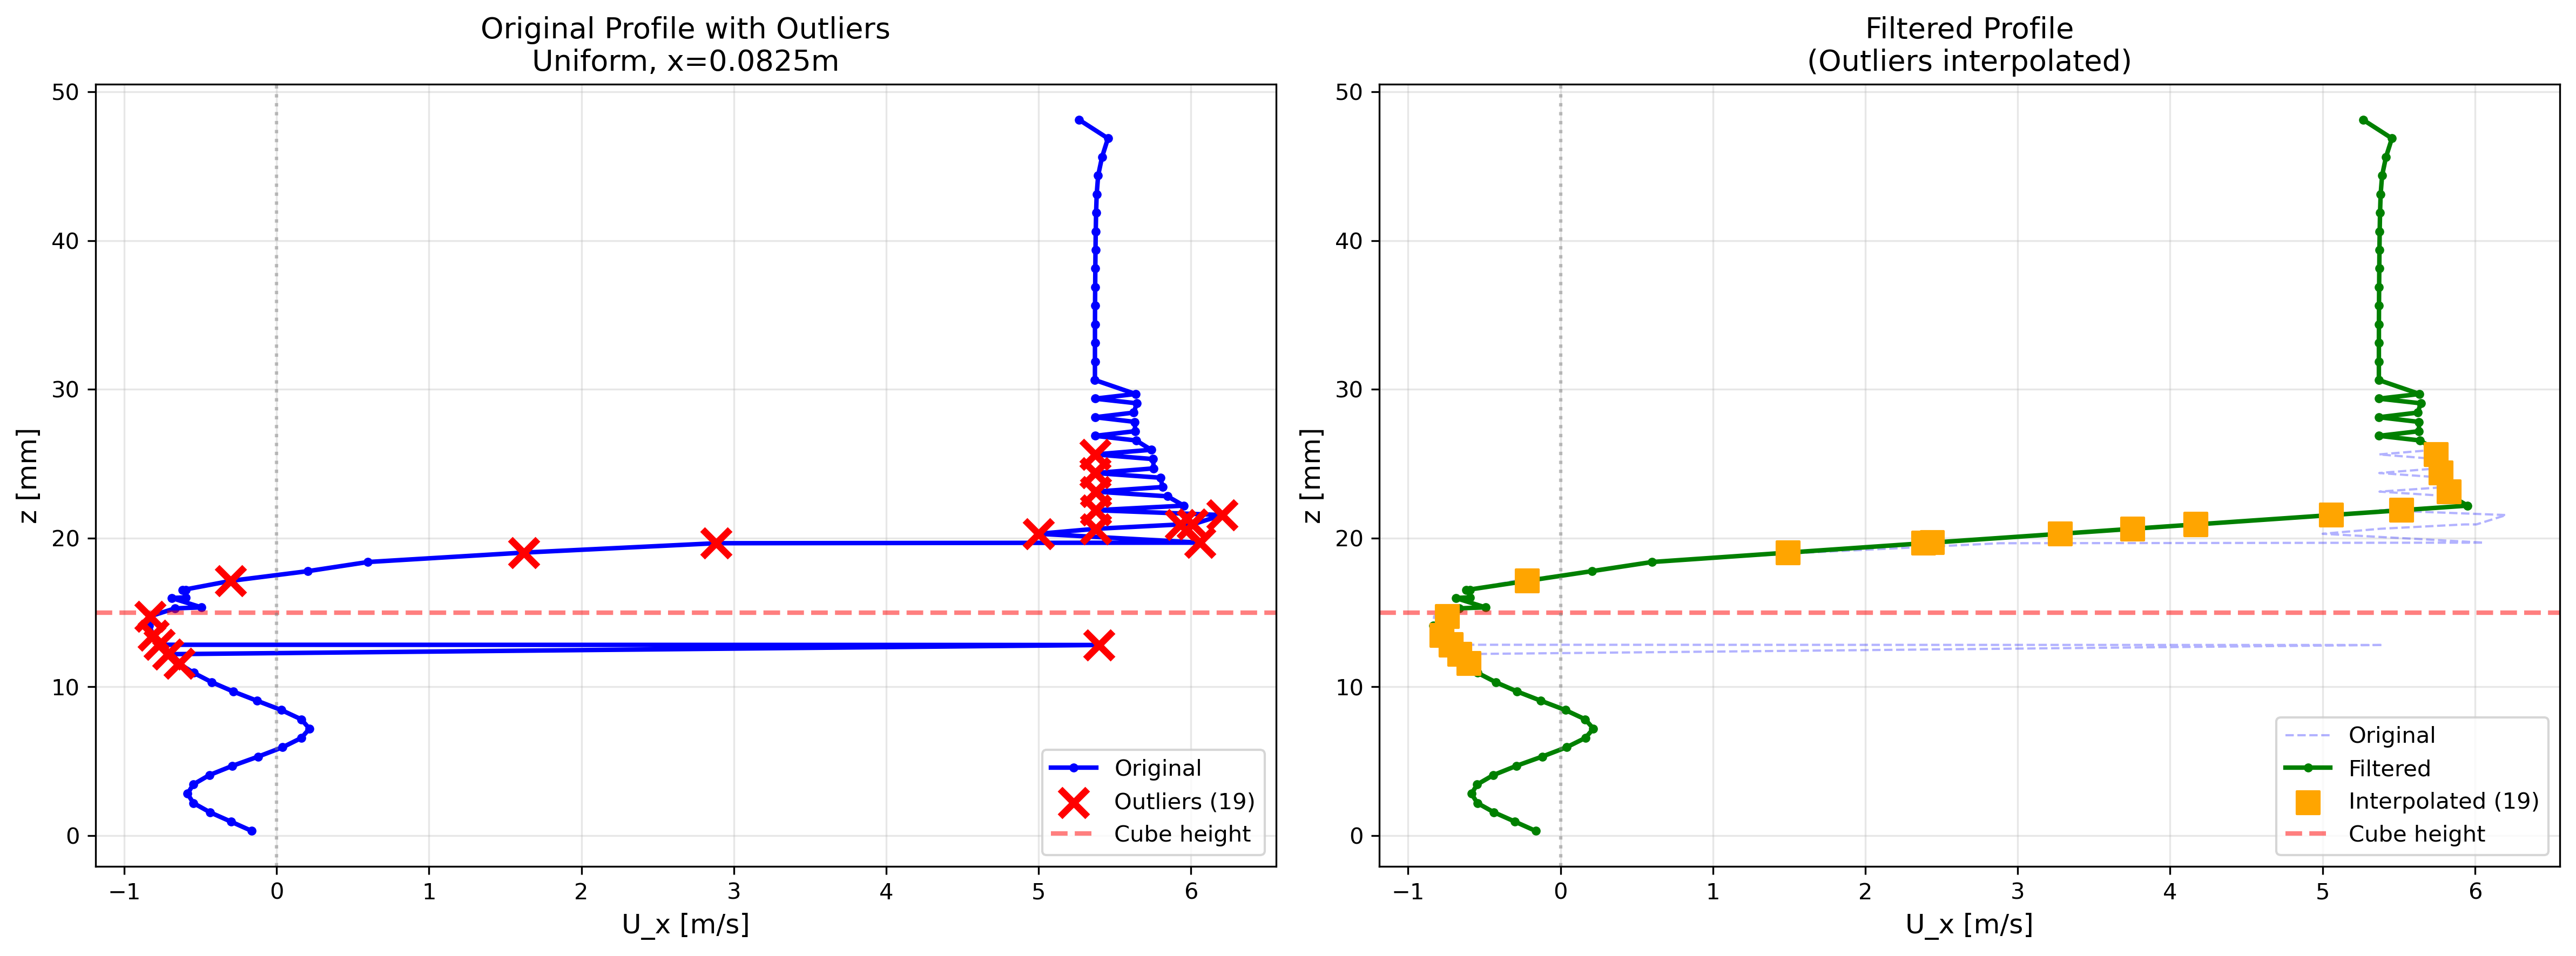 Original Profile with Outliers
Uniform, x=0.0825m
50
40
30
20
10
0
z [mm]
−1
0
1
2
3
4
5
6
U_x [m/s]
Original
Outliers (19)
Cube height
Filtered Profile
(Outliers interpolated)
50
40
30
20
10
0
z [mm]
−1
0
1
2
3
4
5
6
U_x [m/s]
Original
Filtered
Interpolated (19)
Cube height